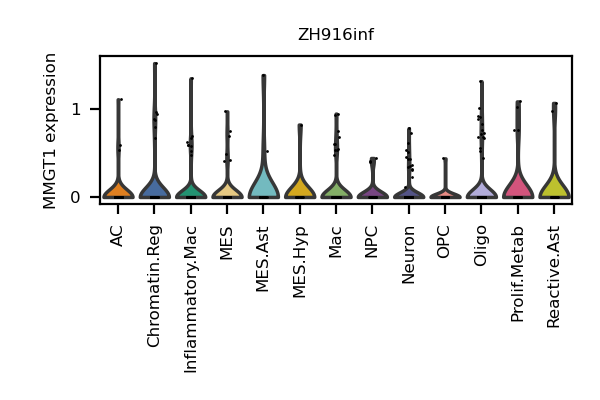 ZH916inf
MMGT1 expression
1
0
AC
Chromatin.Reg
Inflammatory.Mac
MES
MES.Ast
MES.Hyp
Mac
NPC
Neuron
OPC
Oligo
Prolif.Metab
Reactive.Ast